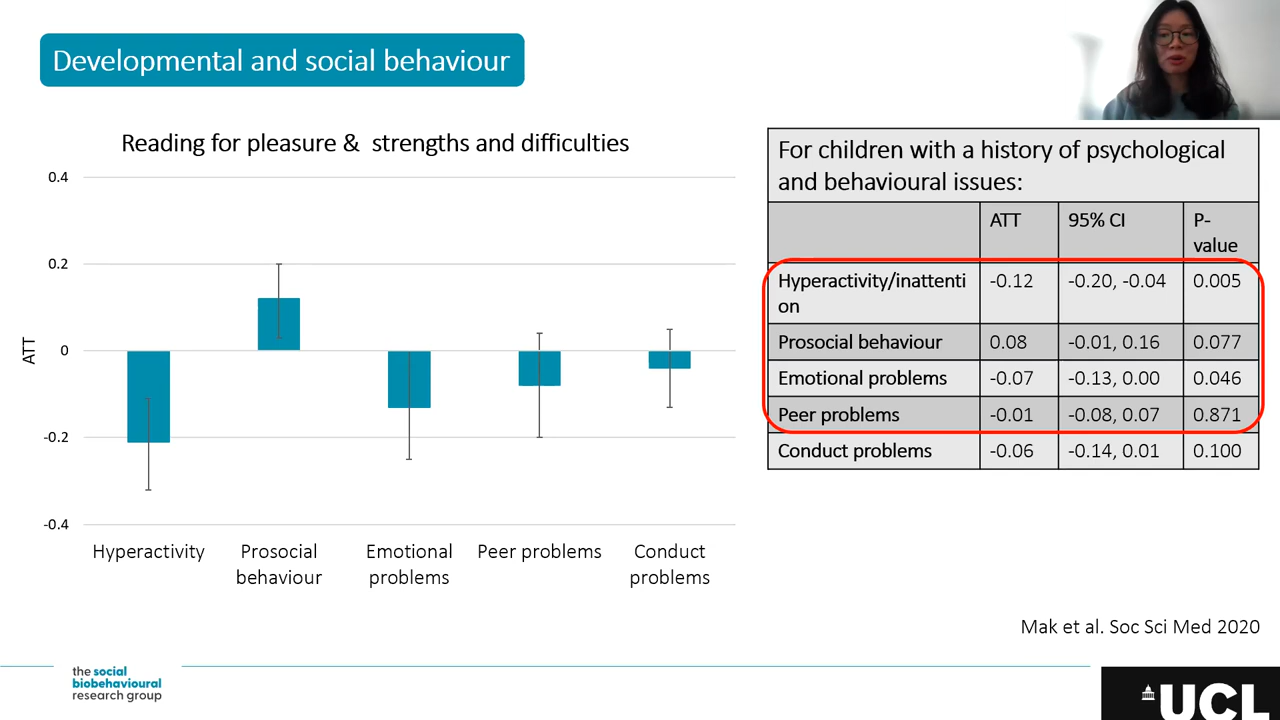 Developmental and social behaviour
Reading for pleasure & strengths and difficulties
0.4
0.2
0
-0.2
-0.4
ATT
Hyperactivity
Prosocial
behaviour
Emotional
problems
Peer problems
Conduct
problems
For children with a history of psychological
and behavioural issues:
ATT 95% CI P-
value
Hyperactivity/inattenti -0.12 -0.20, -0.04 0.005
on
Prosocial behaviour 0.08 -0.01, 0.16 0.077
Emotional problems -0.07 -0.13, 0.00 0.046
Peer problems -0.01 -0.08, 0.07 0.871
Conduct problems -0.06 -0.14, 0.01 0.100
Mak et al. Soc Sci Med 2020
the social
biobehavioural
research group
UCL